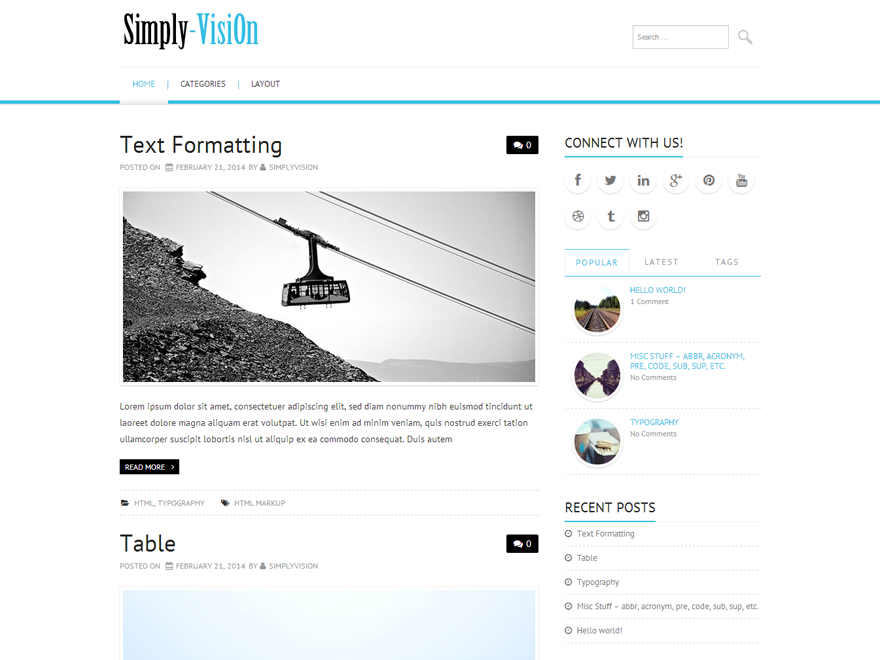 Simply-VisiOn
Search ...
HOME | CATEGORIES | LAYOUT
Text Formatting
0
POSTED ON FEBRUARY 21, 2014 BY SIMPLYVISION
Lorem ipsum dolor sit amet, consectetuer adipiscing elit, sed diam nonummy nibh euismod tincidunt ut
laoreet dolore magna aliquam erat volutpat. Ut wisi enim ad minim veniam, quis nostrud exerci tation
ullamcorper suscipit lobortis nisl ut aliquip ex ea commodo consequat. Duis autem
READ MORE
HTML, TYPOGRAPHY HTML MARKUP
Table
0
POSTED ON FEBRUARY 21, 2014 BY SIMPLYVISION
CONNECT WITH US!
POPULAR LATEST TAGS
HELLO WORLD!
1 Comment
MISC STUFF – ABBR, ACRONYM,
PRE, CODE, SUB, SUP, ETC.
No Comments
TYPOGRAPHY
No Comments
RECENT POSTS
Text Formatting
Table
Typography
Misc Stuff – abbr, acronym, pre, code, sub, sup, etc.
Hello world!